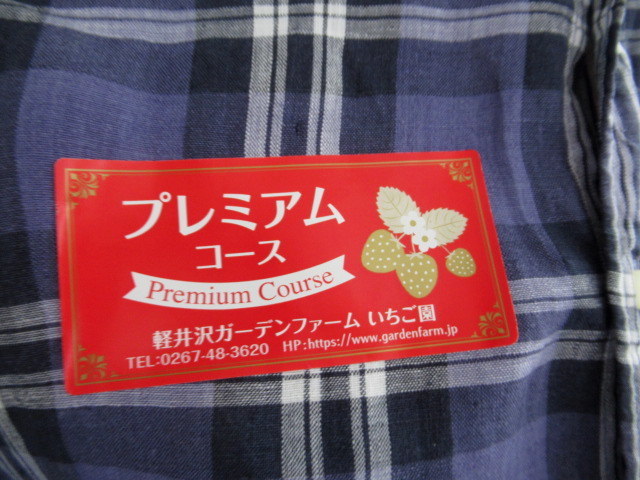 プレミアム
コース
Premium Course
軽井沢ガーデンファーム いちご園
TEL:0267-48-3620 HP:https://www.gardenfarm.jp